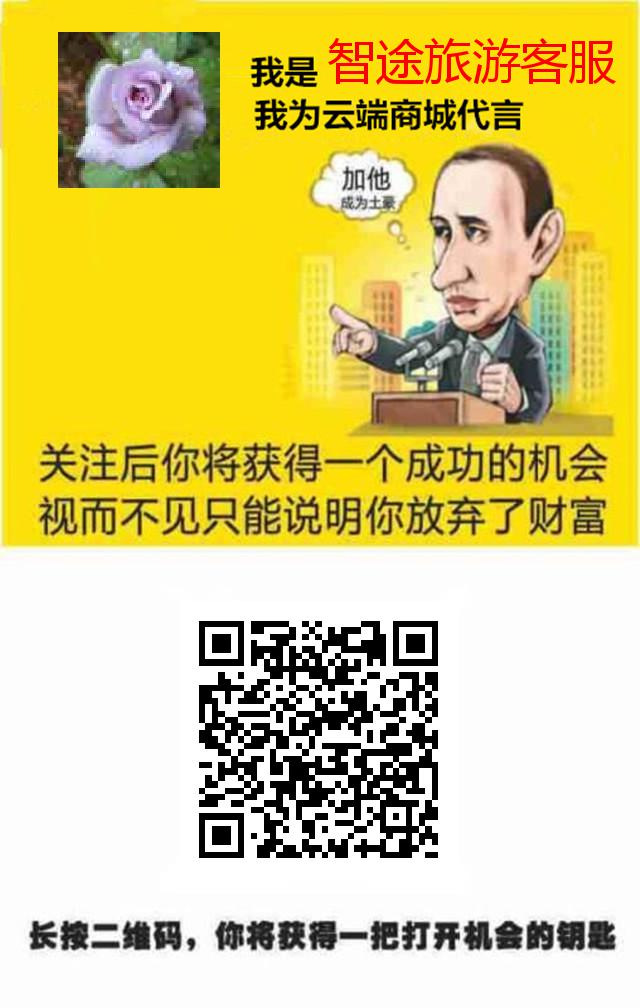 我是 智途旅游客服
我为云端商城代言
加他
成为土豪
关注后你将获得一个成功的机会
视而不见只能说明你放弃了财富
长按二维码，你将获得一把打开机会的钥匙